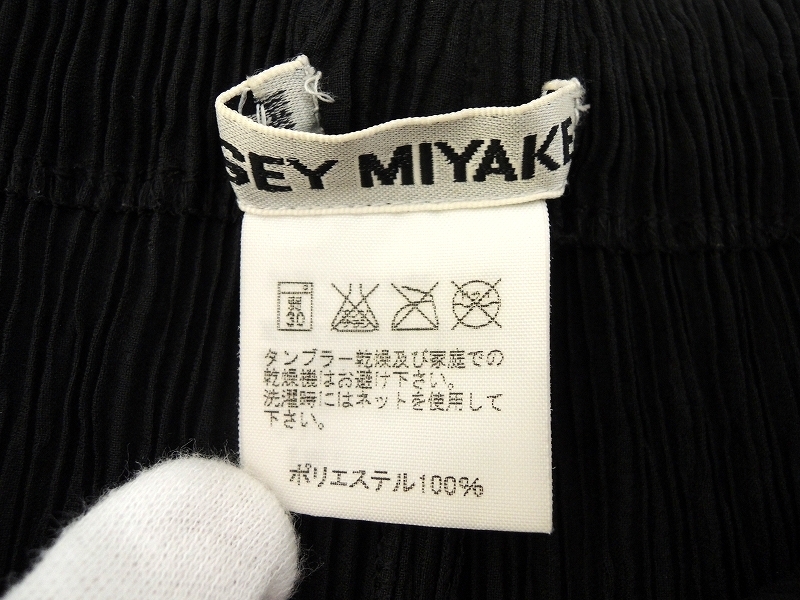 SEY MIYAKE
弱
30
タンブラー乾燥及び家庭での
乾燥機はお避け下さい。
洗濯時にはネットを使用して
下さい。
ポリエステル100%